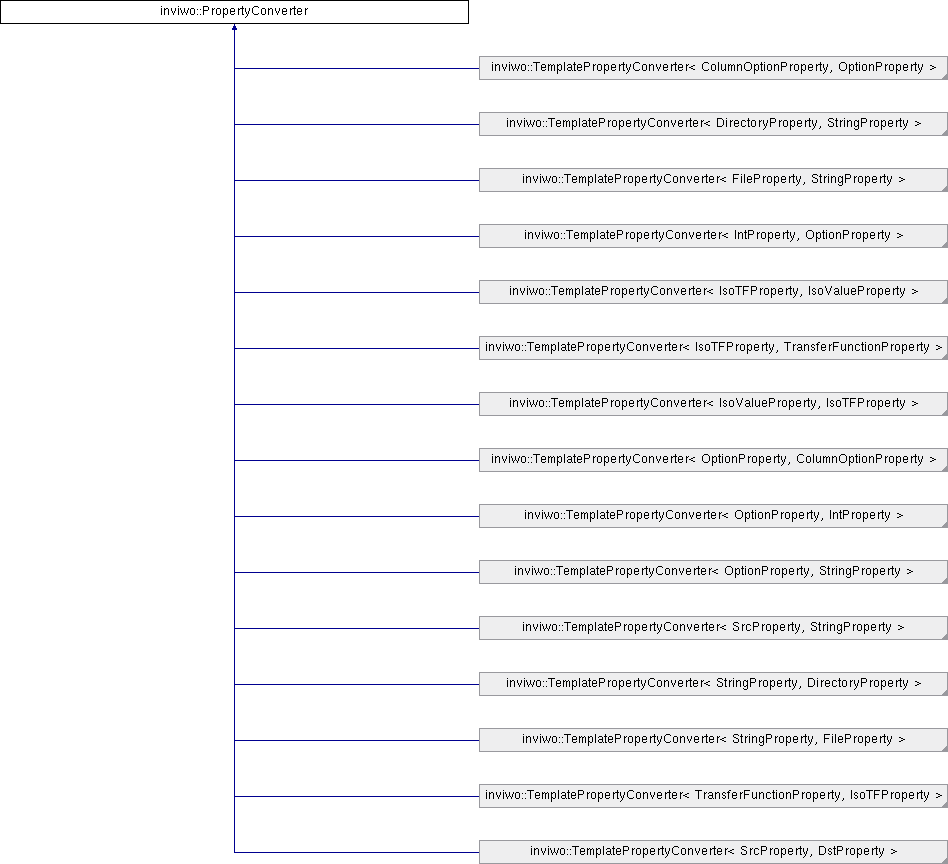 inviwo::PropertyConverter
inviwo::TemplatePropertyConverter< ColumnOptionProperty, OptionProperty >
inviwo::TemplatePropertyConverter< DirectoryProperty, StringProperty >
inviwo::TemplatePropertyConverter< FileProperty, StringProperty >
inviwo::TemplatePropertyConverter< IntProperty, OptionProperty >
inviwo::TemplatePropertyConverter< IsoTFProperty, IsoValueProperty >
inviwo::TemplatePropertyConverter< IsoTFProperty, TransferFunctionProperty >
inviwo::TemplatePropertyConverter< IsoValueProperty, IsoTFProperty >
inviwo::TemplatePropertyConverter< OptionProperty, ColumnOptionProperty >
inviwo::TemplatePropertyConverter< OptionProperty, IntProperty >
inviwo::TemplatePropertyConverter< OptionProperty, StringProperty >
inviwo::TemplatePropertyConverter< SrcProperty, StringProperty >
inviwo::TemplatePropertyConverter< StringProperty, DirectoryProperty >
inviwo::TemplatePropertyConverter< StringProperty, FileProperty >
inviwo::TemplatePropertyConverter< TransferFunctionProperty, IsoTFProperty >
inviwo::TemplatePropertyConverter< SrcProperty, DstProperty >